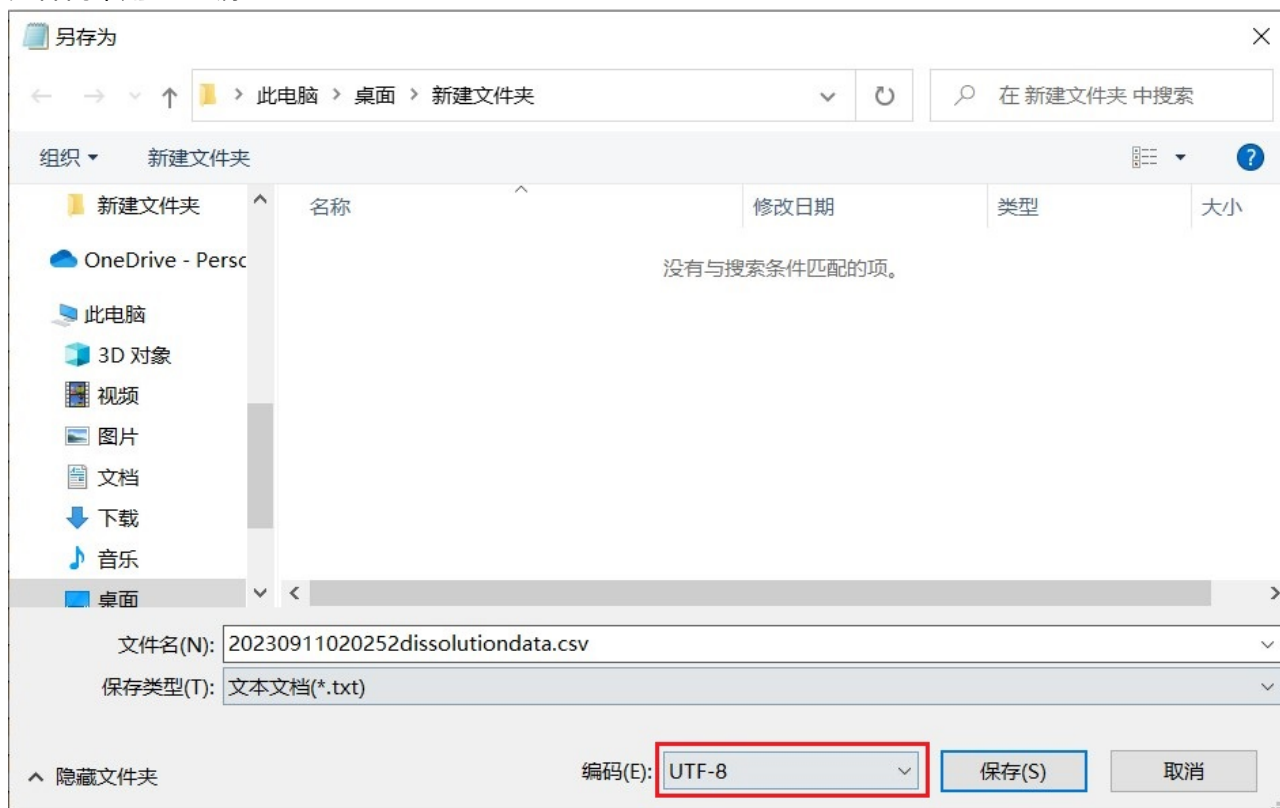 另存为
此电脑 › 桌面 › 新建文件夹
在 新建文件夹 中搜索
组织
新建文件夹
新建文件夹
名称
修改日期
类型
大小
OneDrive - Persc
没有与搜索条件匹配的项。
此电脑
3D 对象
视频
图片
文档
下载
音乐
桌面
文件名(N): 20230911020252dissolutiondata.csv
保存类型(T): 文本文档(*.txt)
隐藏文件夹
编码(E): UTF-8
保存(S)
取消